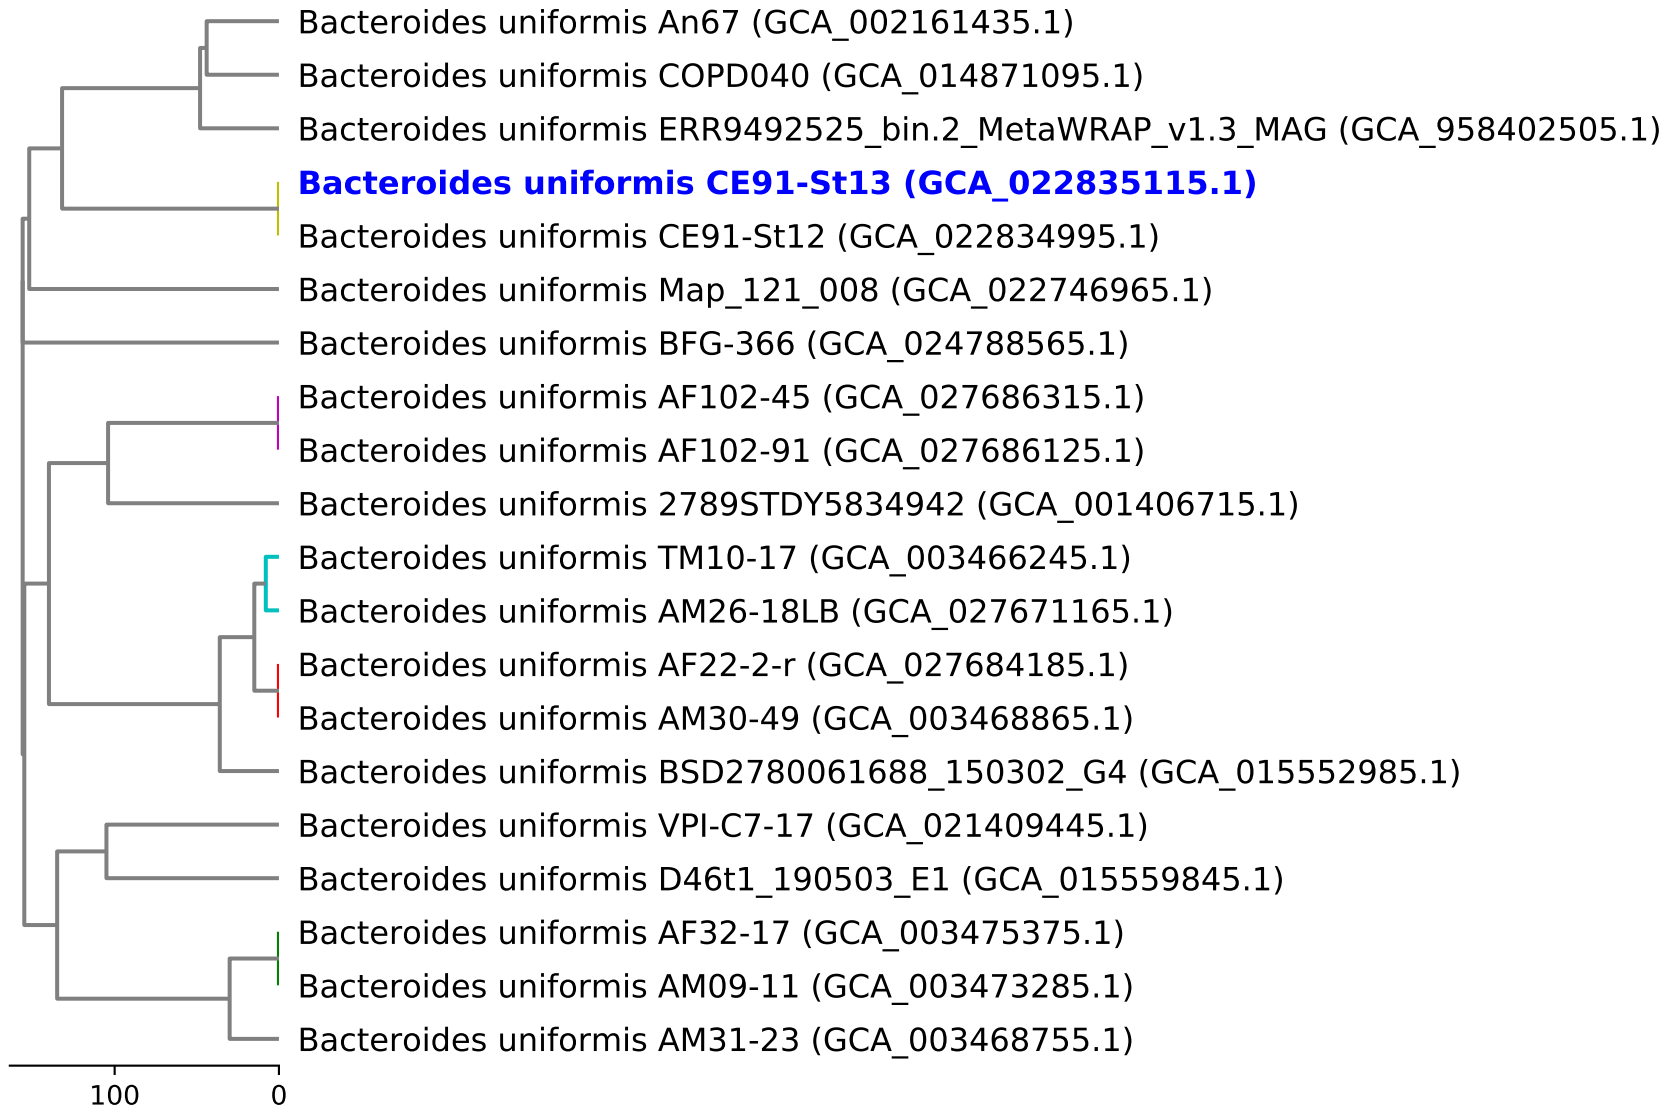 Bacteroides uniformis An67 (GCA_002161435.1)
Bacteroides uniformis COPD040 (GCA_014871095.1)
Bacteroides uniformis ERR9492525_bin.2_MetaWRAP_v1.3_MAG (GCA_958402505.1)
Bacteroides uniformis CE91-St13 (GCA_022835115.1)
Bacteroides uniformis CE91-St12 (GCA_022834995.1)
Bacteroides uniformis Map_121_008 (GCA_022746965.1)
Bacteroides uniformis BFG-366 (GCA_024788565.1)
Bacteroides uniformis AF102-45 (GCA_027686315.1)
Bacteroides uniformis AF102-91 (GCA_027686125.1)
Bacteroides uniformis 2789STDY5834942 (GCA_001406715.1)
Bacteroides uniformis TM10-17 (GCA_003466245.1)
Bacteroides uniformis AM26-18LB (GCA_027671165.1)
Bacteroides uniformis AF22-2-r (GCA_027684185.1)
Bacteroides uniformis AM30-49 (GCA_003468865.1)
Bacteroides uniformis BSD2780061688_150302_G4 (GCA_015552985.1)
Bacteroides uniformis VPI-C7-17 (GCA_021409445.1)
Bacteroides uniformis D46t1_190503_E1 (GCA_015559845.1)
Bacteroides uniformis AF32-17 (GCA_003475375.1)
Bacteroides uniformis AM09-11 (GCA_003473285.1)
Bacteroides uniformis AM31-23 (GCA_003468755.1)
100 0